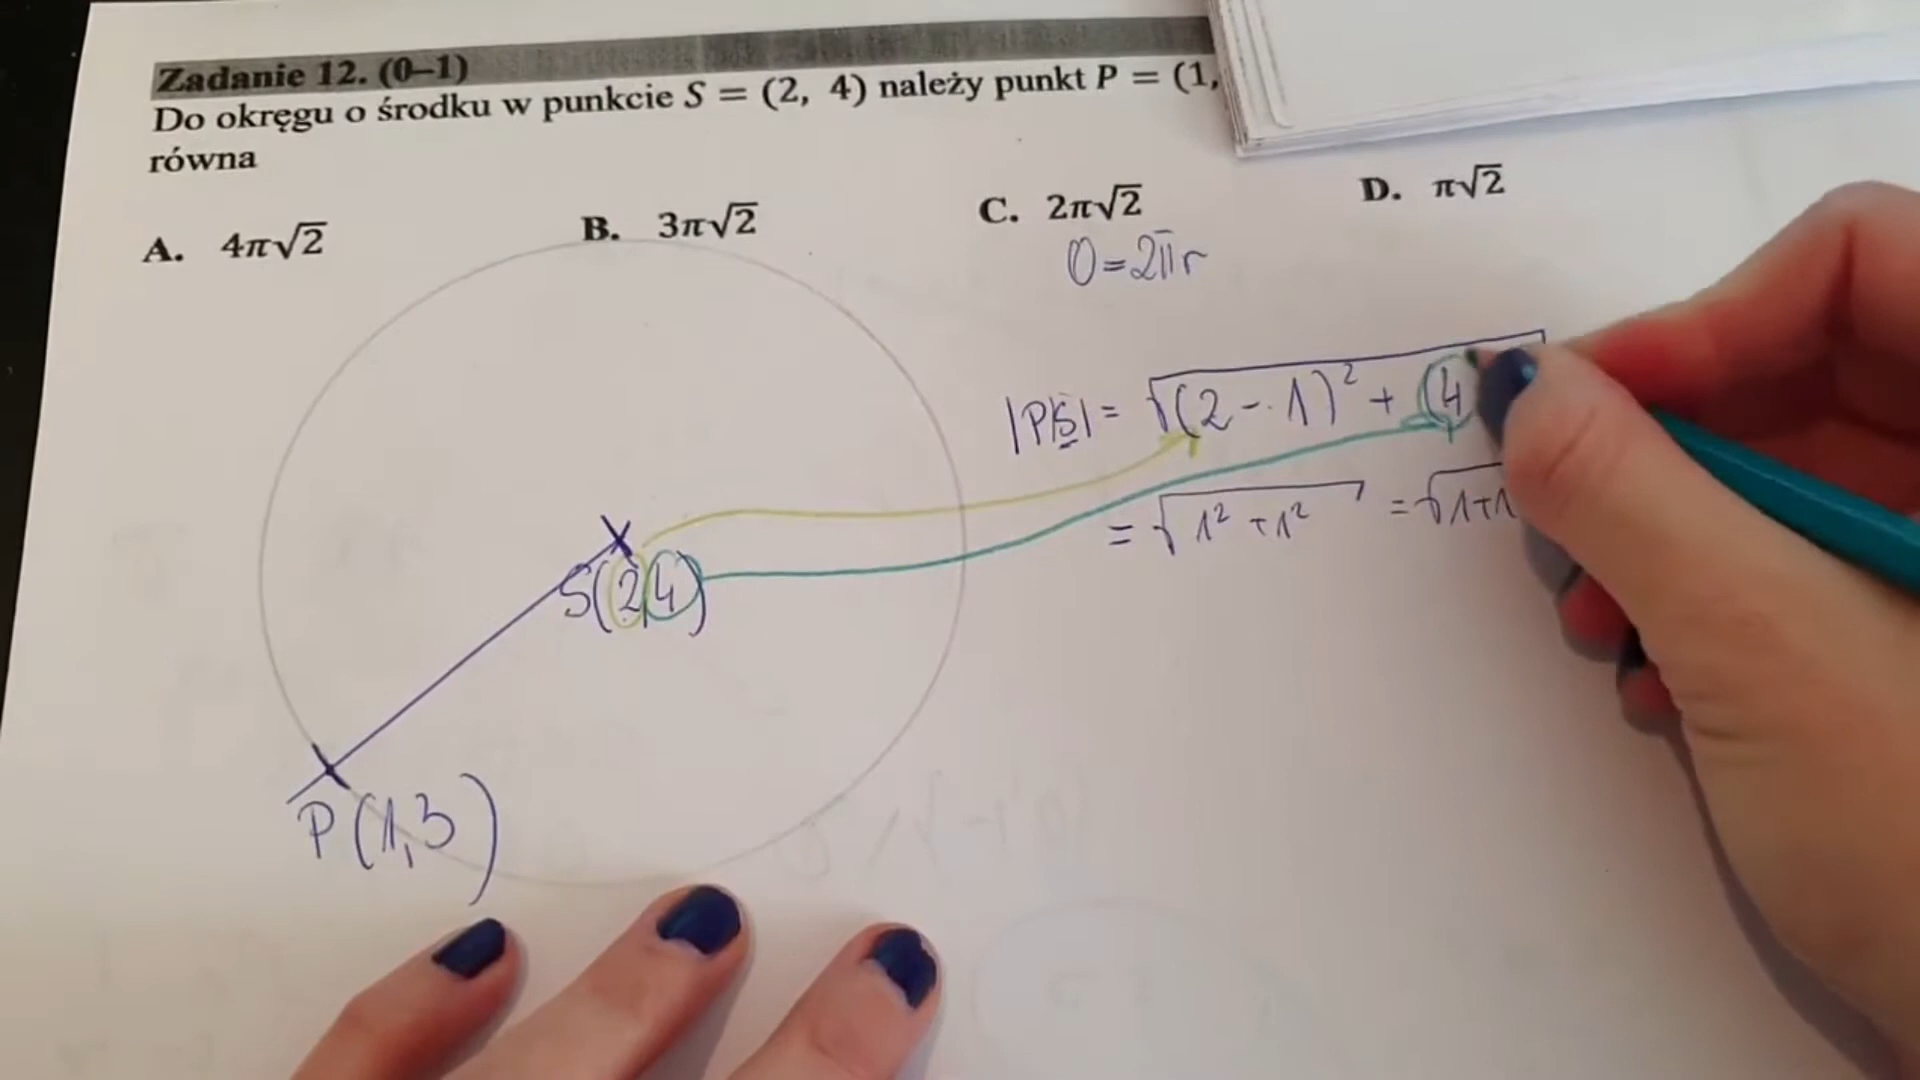 Zadanie 12. (0–1)
Do okręgu o środku w punkcie S = (2, 4) należy punkt P = (1,
równa
A. 4π√2 B. 3π√2 C. 2π√2 D. π√2
O = 2πr
|PS| = √(2 - 1)² + (4
= √1² + 1² = √1+1
S(2,4)
P(1,3)